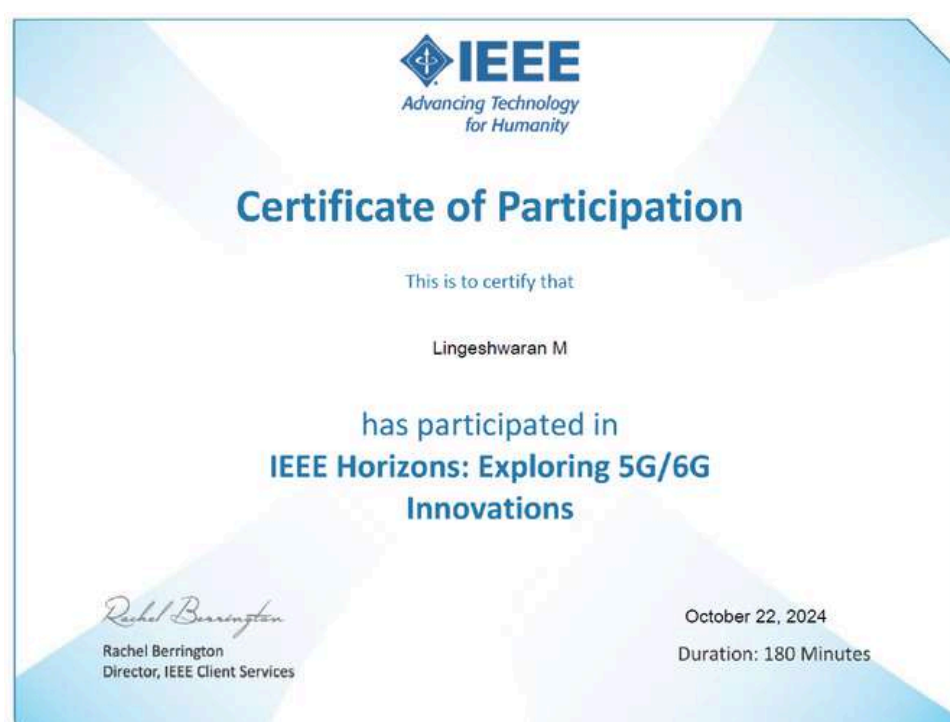 IEEE
Advancing Technology
for Humanity
Certificate of Participation
This is to certify that
Lingeshwaran M
has participated in
IEEE Horizons: Exploring 5G/6G
Innovations
Rachel Berrington
Rachel Berrington
Director, IEEE Client Services
October 22, 2024
Duration: 180 Minutes